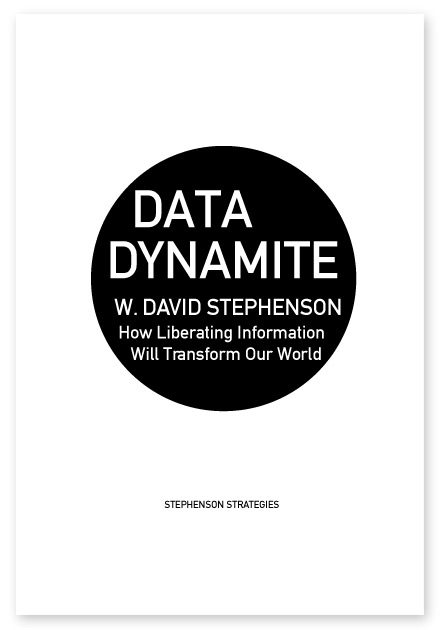 DATA
DYNAMITE
W. DAVID STEPHENSON
How Liberating Information
Will Transform Our World
STEPHENSON STRATEGIES